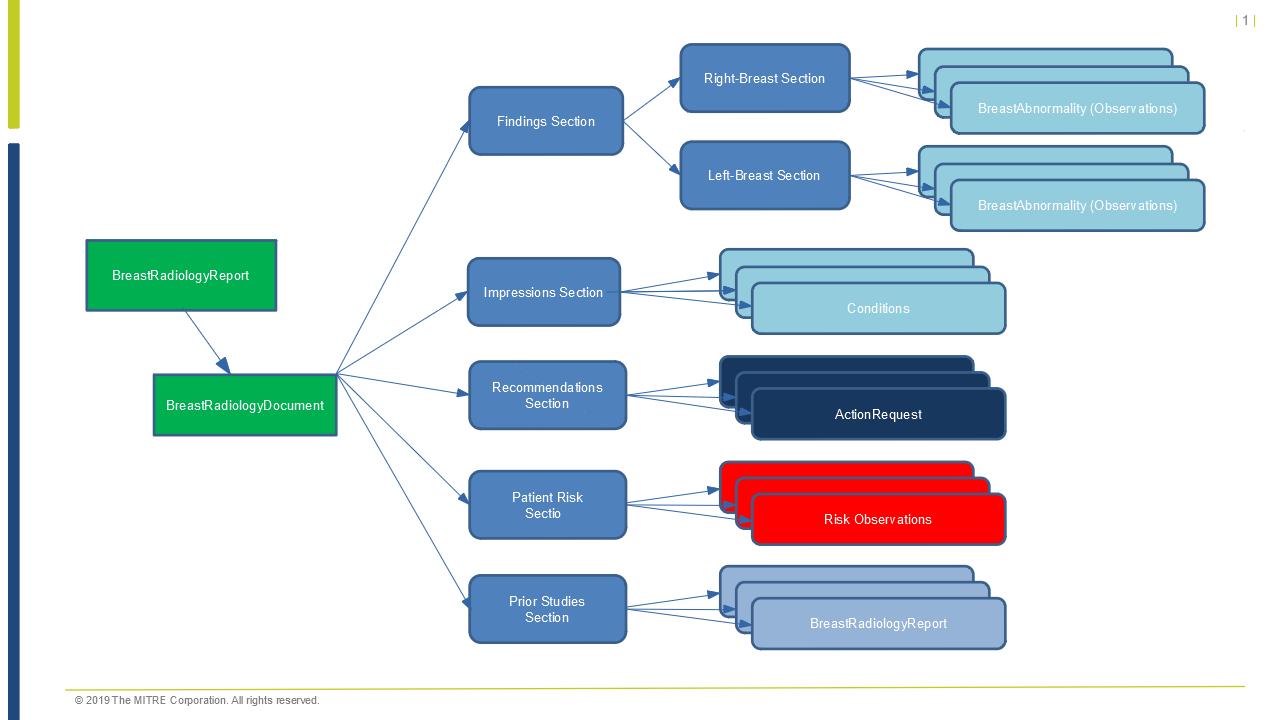 | 1 |
Right-Breast Section
BreastAbnormality (Observations)
Findings Section
Left-Breast Section
BreastAbnormality (Observations)
BreastRadiologyReport
Impressions Section
Conditions
BreastRadiologyDocument
Recommendations
Section
ActionRequest
Patient Risk
Sectio
Risk Observations
Prior Studies
Section
BreastRadiologyReport
© 2019 The MITRE Corporation. All rights reserved.